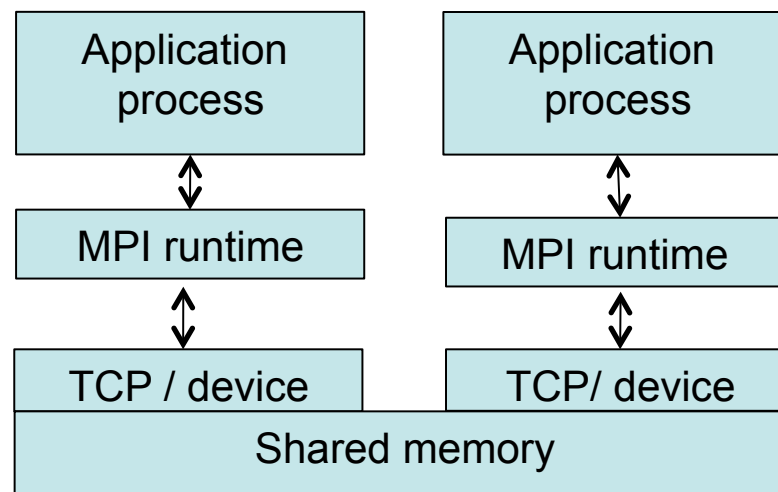 Application
process
Application
process
MPI runtime
MPI runtime
TCP / device
TCP/ device
Shared memory